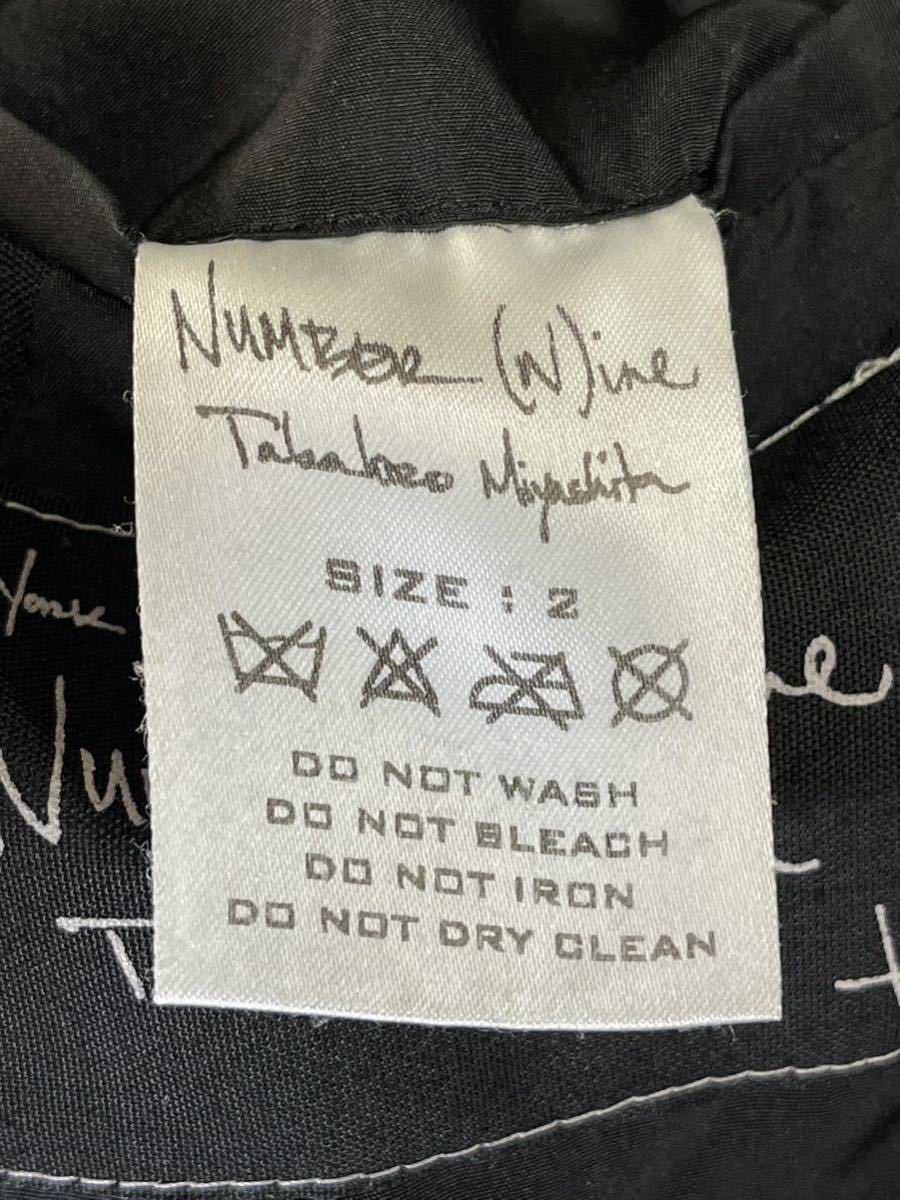 NUMBER (N)ine
Takahiro Miyashita
SIZE : 2
York
DO NOT WASH
DO NOT BLEACH
DO NOT IRON
DO NOT DRY CLEAN